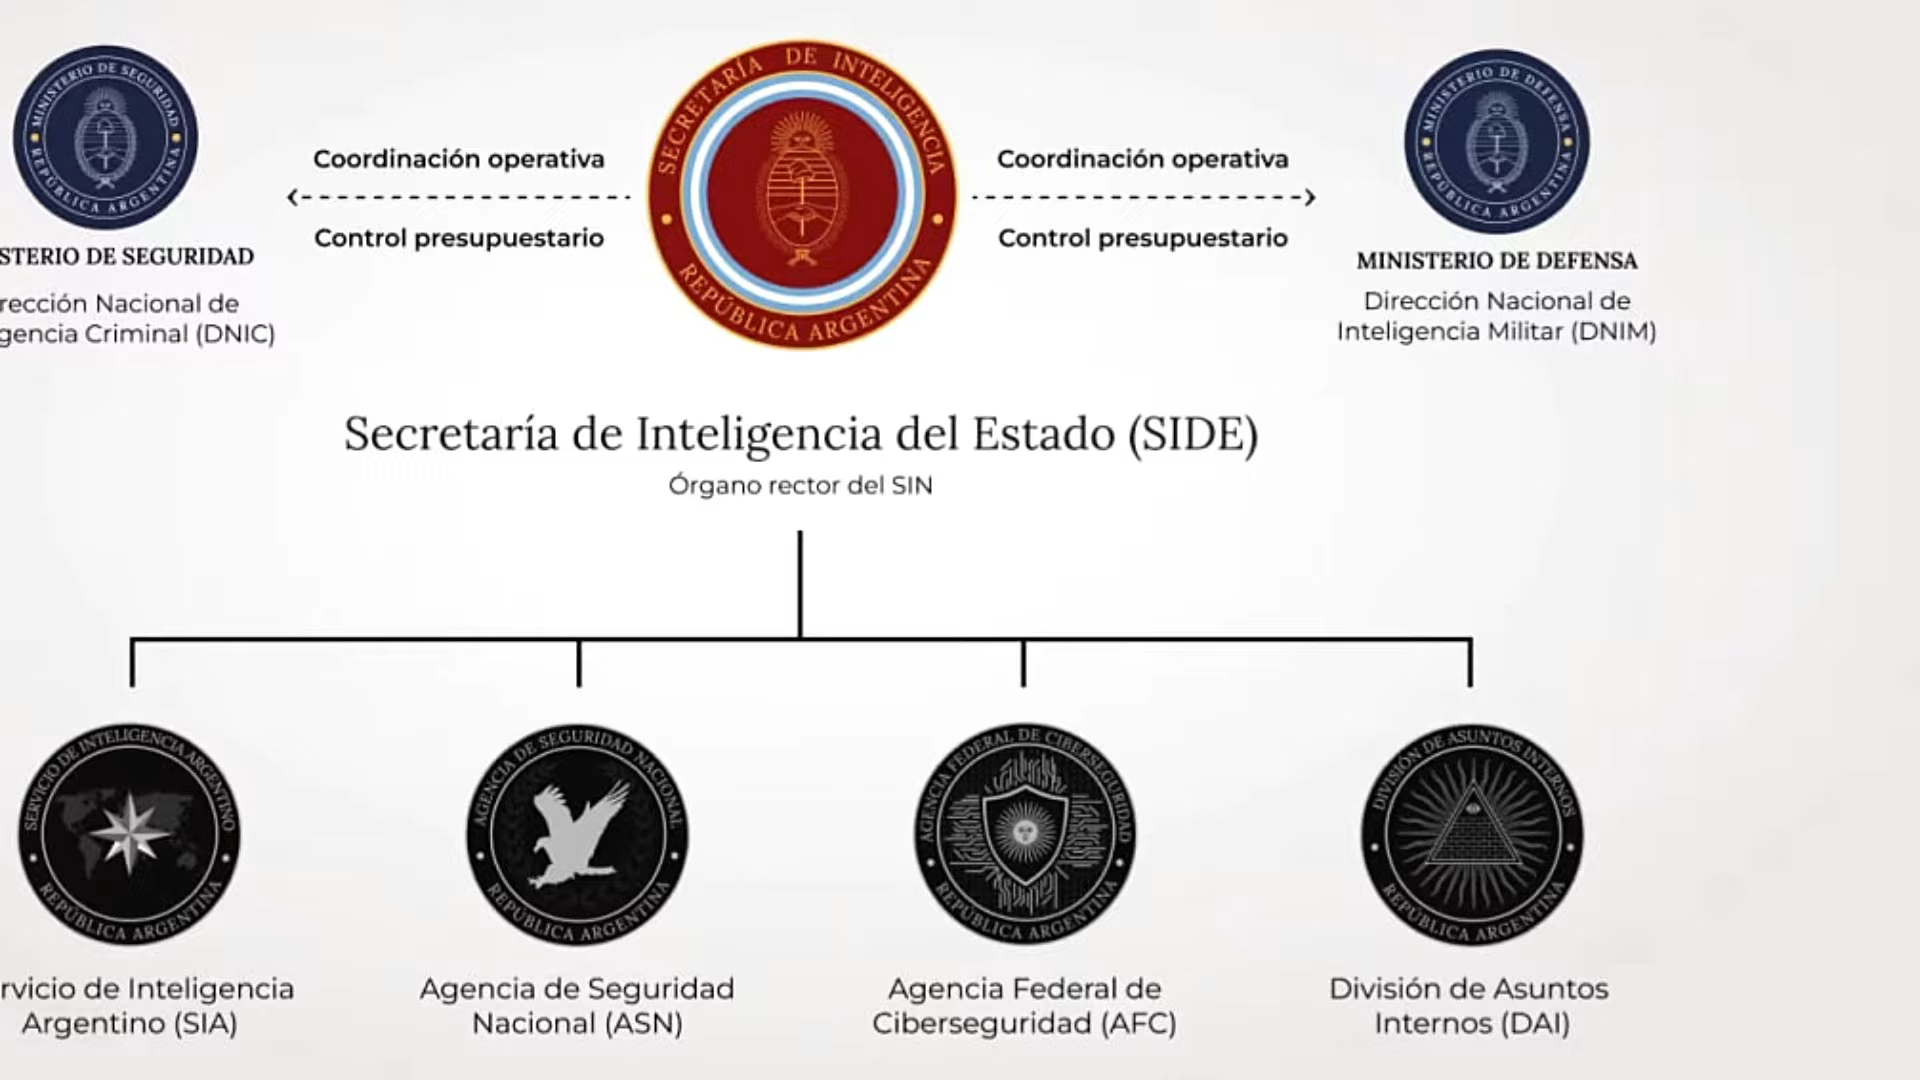 MINISTERIO DE SEGURIDAD
REPÚBLICA ARGENTINA
SECRETARÍA DE INTELIGENCIA
REPÚBLICA ARGENTINA
MINISTERIO DE DEFENSA
REPÚBLICA ARGENTINA
Coordinación operativa
Control presupuestario
Coordinación operativa
Control presupuestario
STERIO DE SEGURIDAD
rección Nacional de
gencia Criminal (DNIC)
MINISTERIO DE DEFENSA
Dirección Nacional de
Inteligencia Militar (DNIM)
Secretaría de Inteligencia del Estado (SIDE)
Órgano rector del SIN
SERVICIO DE INTELIGENCIA ARGENTINO
REPÚBLICA ARGENTINA
AGENCIA DE SEGURIDAD NACIONAL
REPÚBLICA ARGENTINA
AGENCIA FEDERAL DE CIBERSEGURIDAD
REPÚBLICA ARGENTINA
DIVISIÓN DE ASUNTOS INTERNOS
REPÚBLICA ARGENTINA
rvicio de Inteligencia
Argentino (SIA)
Agencia de Seguridad
Nacional (ASN)
Agencia Federal de
Ciberseguridad (AFC)
División de Asuntos
Internos (DAI)